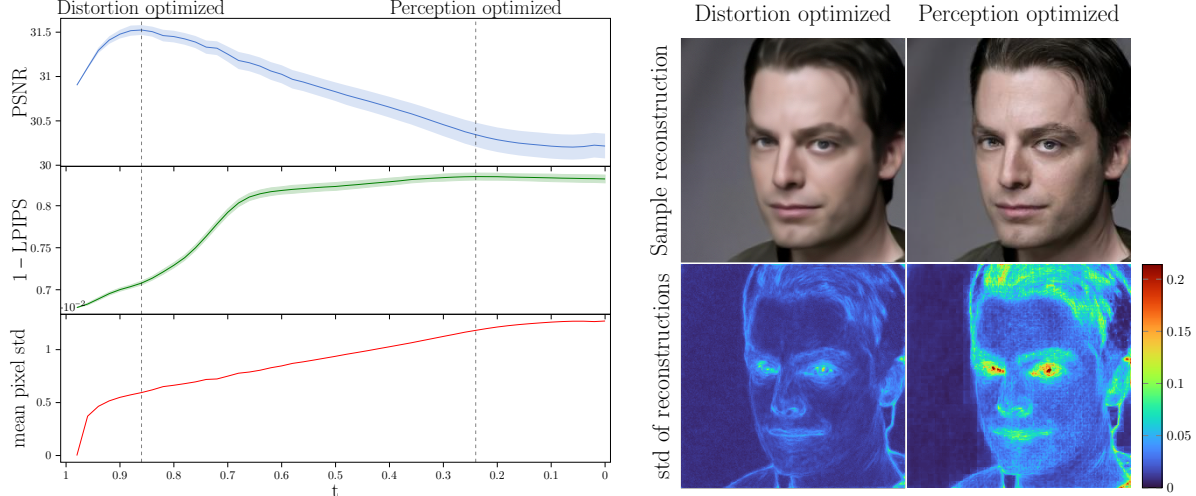 Distortion optimized
Perception optimized
31.5
31
30.5
30
PSNR
0.8
0.75
0.7
1 − LPIPS
·10⁻²
1
0.5
0
mean pixel std
1
0.9
0.8
0.7
0.6
0.5
0.4
0.3
0.2
0.1
0
t
Distortion optimized
Perception optimized
Sample reconstruction
std of reconstructions
0.2
0.15
0.1
0.05
0